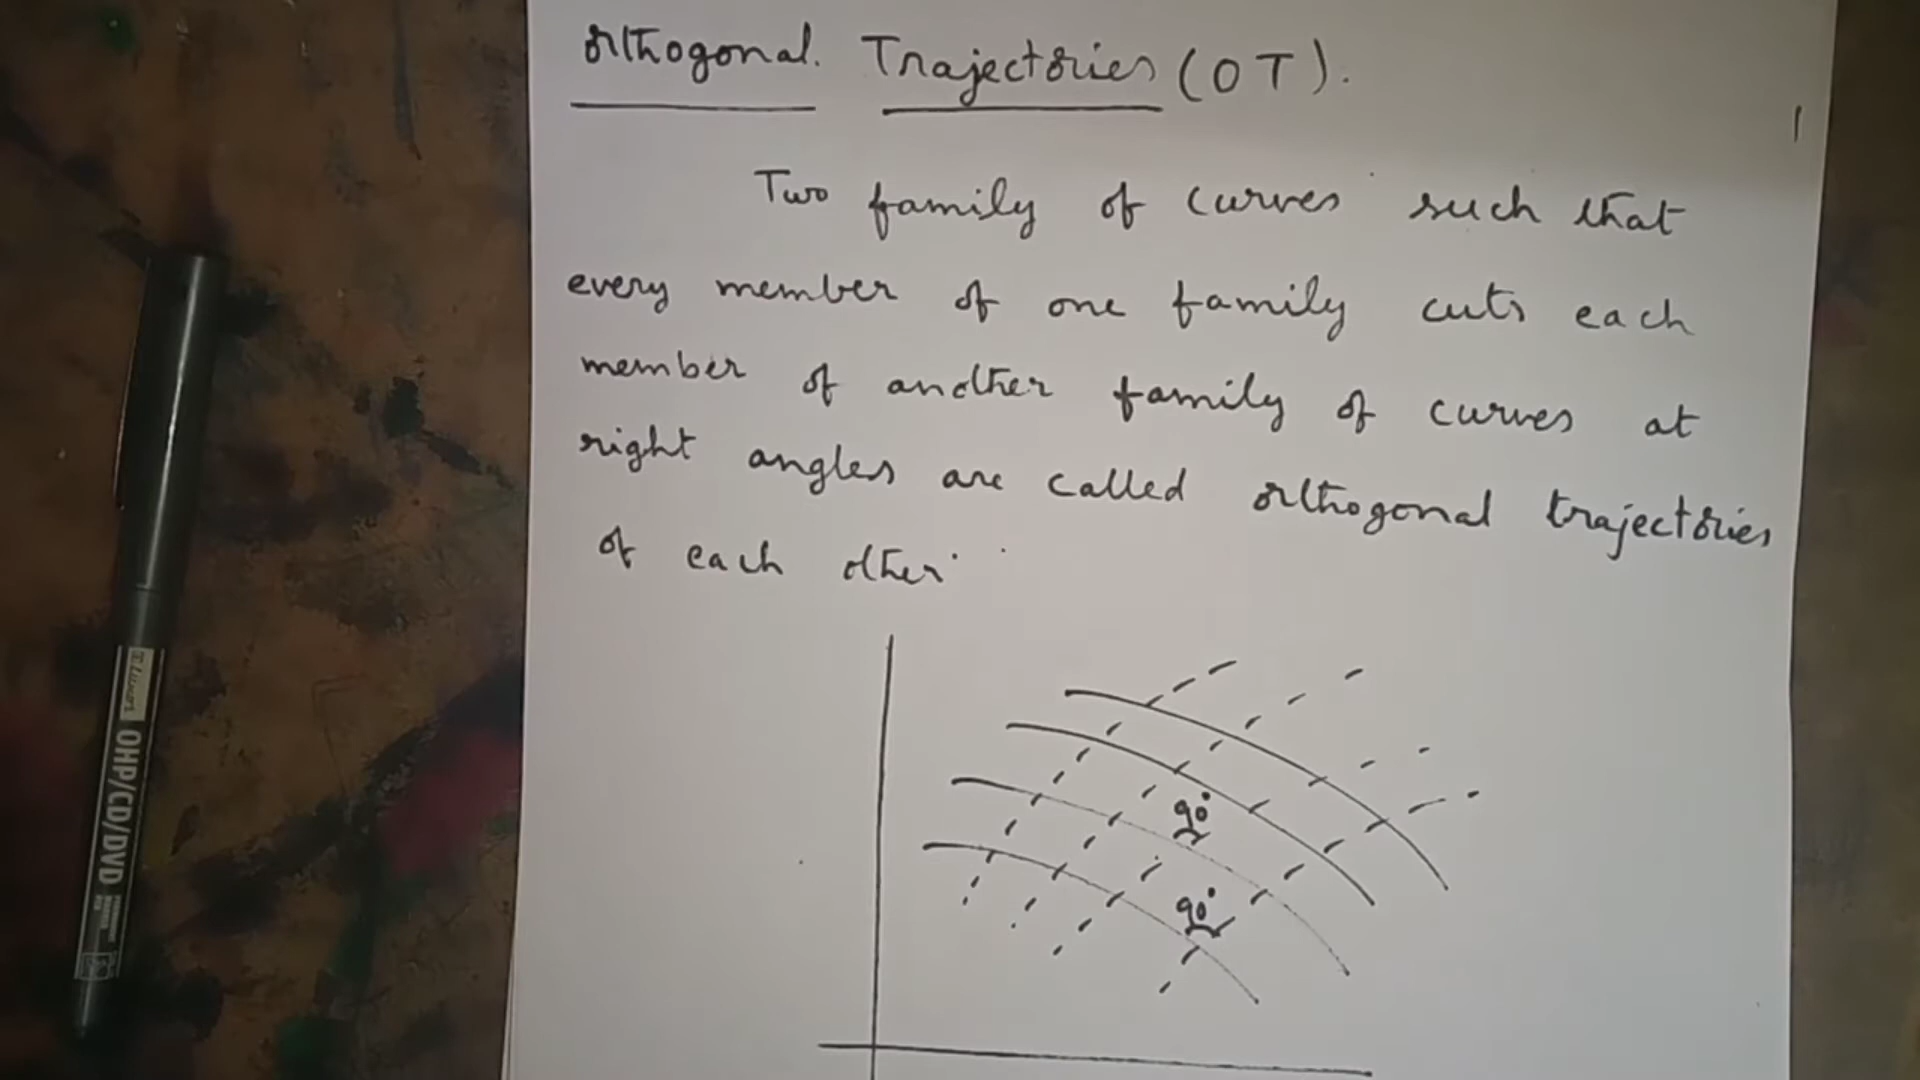 Orthogonal. Trajectories (OT).
Two family of curves such that
every member of one family cuts each
member of another family of curves at
right angles are called orthogonal trajectories
of each other.
90°
90°
OHP/CD/DVD